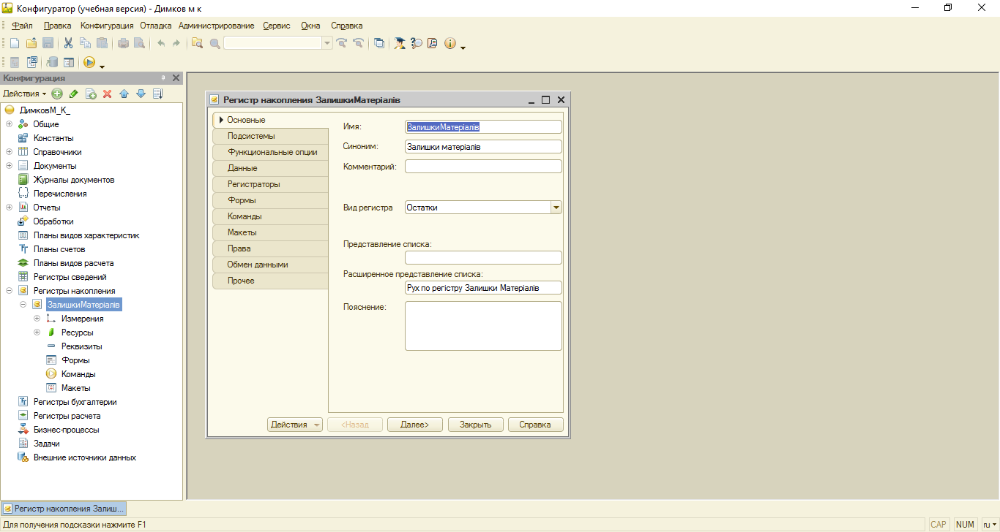 Конфигуратор (учебная версия) - Димков м к
Файл Правка Конфигурация Отладка Администрирование Сервис Окна Справка
Конфигурация
Действия
ДимковМ_К_
Общие
Константы
Справочники
Документы
Журналы документов
Перечисления
Отчеты
Обработки
Планы видов характеристик
Планы счетов
Планы видов расчета
Регистры сведений
Регистры накопления
ЗалишкиМатеріалів
Измерения
Ресурсы
Реквизиты
Формы
Команды
Макеты
Регистры бухгалтерии
Регистры расчета
Бизнес-процессы
Задачи
Внешние источники данных
Регистр накопления ЗалишкиМатеріалів
Основные
Подсистемы
Функциональные опции
Данные
Регистраторы
Формы
Команды
Макеты
Права
Обмен данными
Прочее
Имя: ЗалишкиМатеріалів
Синоним: Залишки матеріалів
Комментарий:
Вид регистра Остатки
Представление списка:
Расширенное представление списка:
Рух по регістру Залишки Матеріалів
Пояснение:
Действия <Назад Далее> Закрыть Справка
Регистр накопления Залиш...
Для получения подсказки нажмите F1 CAP NUM ru